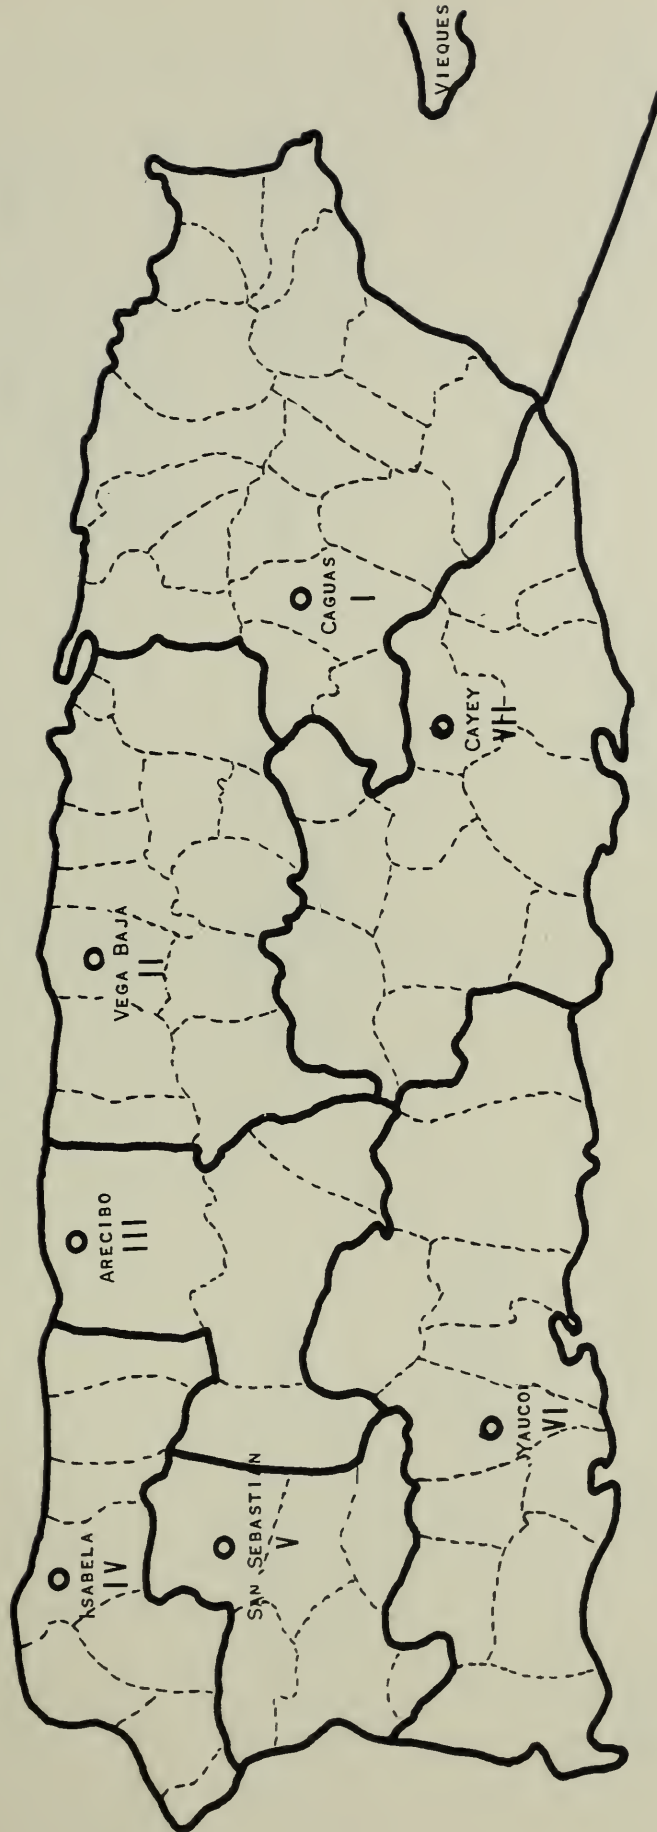 VIEQUES
CAGUAS
I
CAYEY
VII
VEGA BAJA
II
ARECIBO
III
ISABELA
IV
SAN SEBASTIAN
V
YAUCO
VI